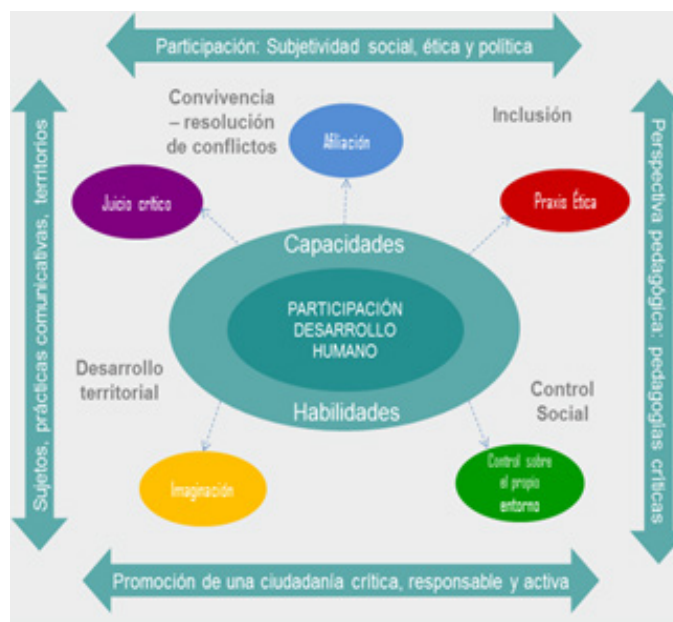 Participación: Subjetividad social, ética y política
Convivencia
– resolución
de conflictos
Afiliación
Inclusión
Juicio crítico
Praxis Ética
Capacidades
PARTICIPACIÓN
DESARROLLO
HUMANO
Habilidades
Desarrollo
territorial
Control
Social
Imaginación
Control sobre
el propio
entorno
Sujetos, prácticas comunicativas, territorios
Perspectiva pedagógica: pedagogías críticas
Promoción de una ciudadanía crítica, responsable y activa